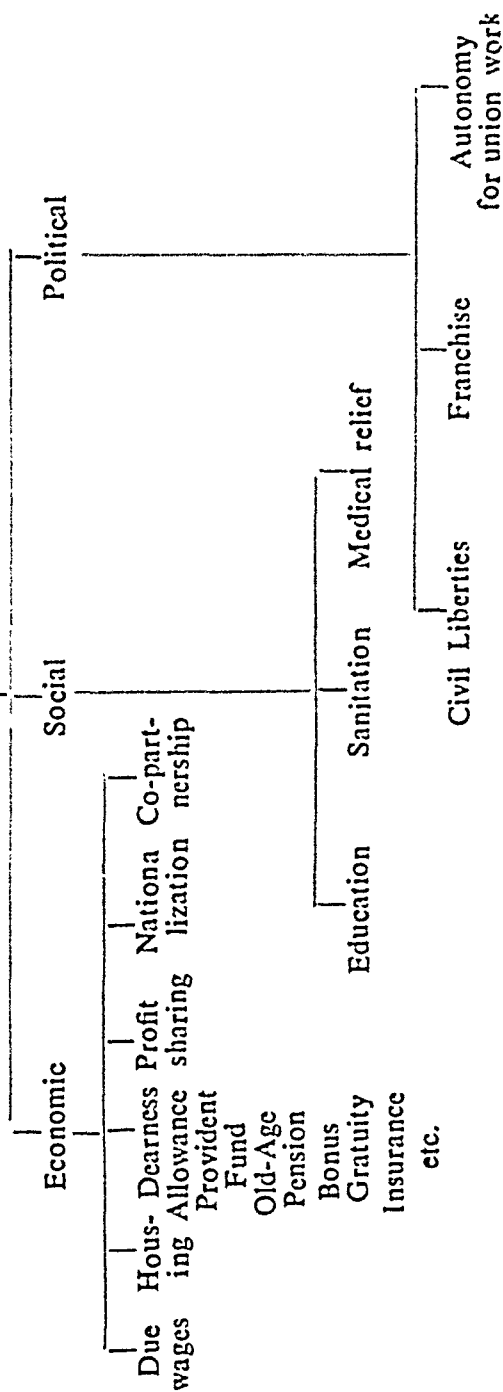 Economic Social Political
Due Hous- Dearness Profit Nationa Co-part-
wages ing Allowance sharing lization nership
Provident
Fund
Old-Age
Pension
Bonus
Gratuity
Insurance
etc.
Education Sanitation Medical relief
Civil Liberties Franchise Autonomy
for union work